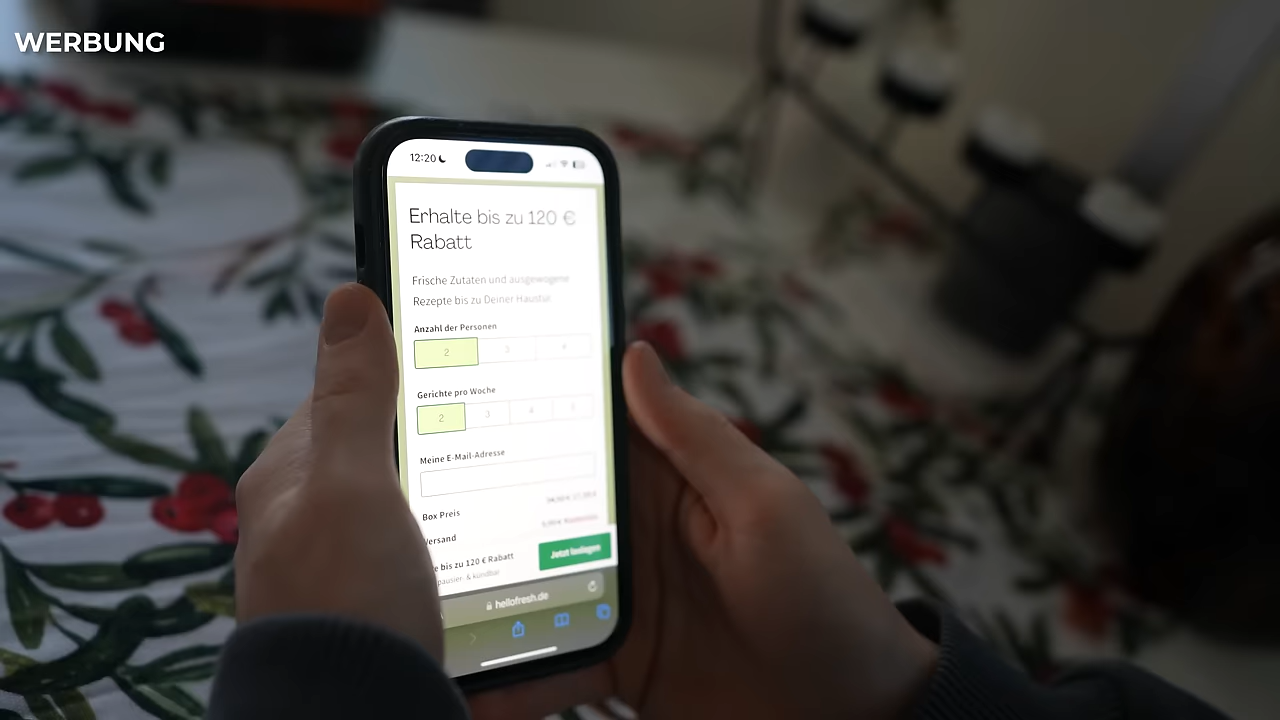 WERBUNG
12:20
Erhalte bis zu 120 €
Rabatt
Frische Zutaten und ausgewogene
Rezepte bis zu Deiner Haustür.
Anzahl der Personen
2 3 4
Gerichte pro Woche
2 3 4 5
Meine E-Mail-Adresse
Box Preis
Versand
e bis zu 120 € Rabatt
pausier- & kündbar
Jetzt loslegen
hellofresh.de